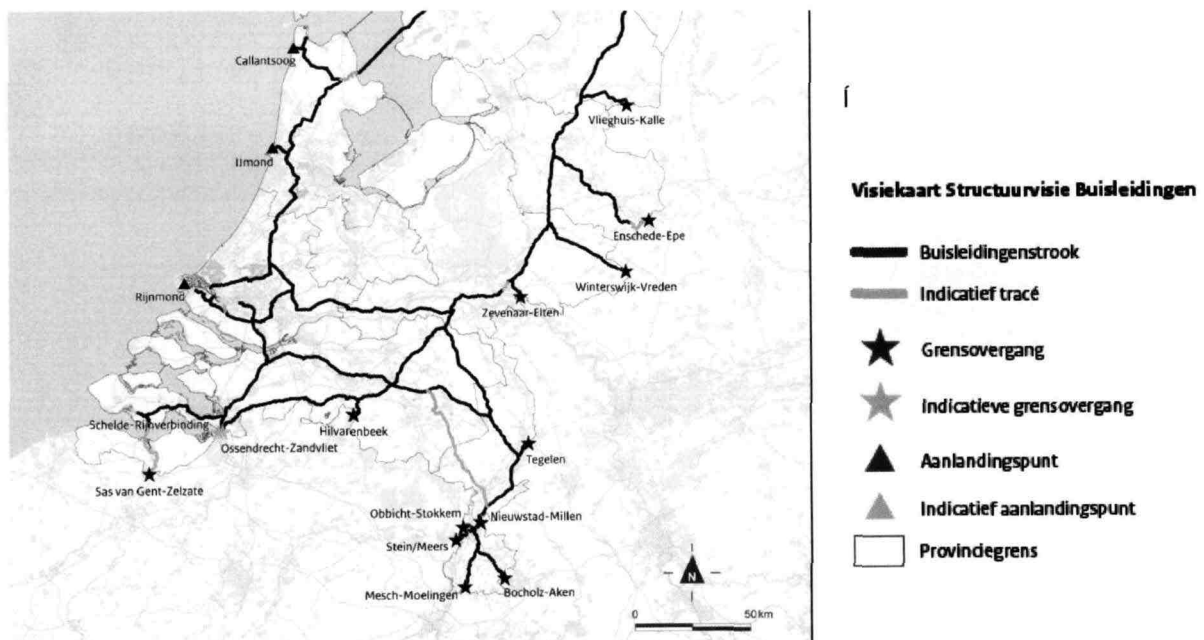 Callantsoog
IJmond
Rijnmond
Vlieghuis-Kalle
Enschede-Epe
Winterswijk-Vreden
Zevenaar-Elten
Schelde-Rijnverbinding
Ossendrecht-Zandvliet
Hilvarenbeek
Sas van Gent-Zelzate
Tegelen
Obbicht-Stokkem
Nieuwstad-Millen
Stein/Meers
Mesch-Moelingen
Bocholz-Aken
N
0 50 km
Í
Visiekaart Structuurvisie Buisleidingen
Buisleidingenstrook
Indicatief tracé
Grensovergang
Indicatieve grensovergang
Aanlandingspunt
Indicatief aanlandingspunt
Provinciegrens